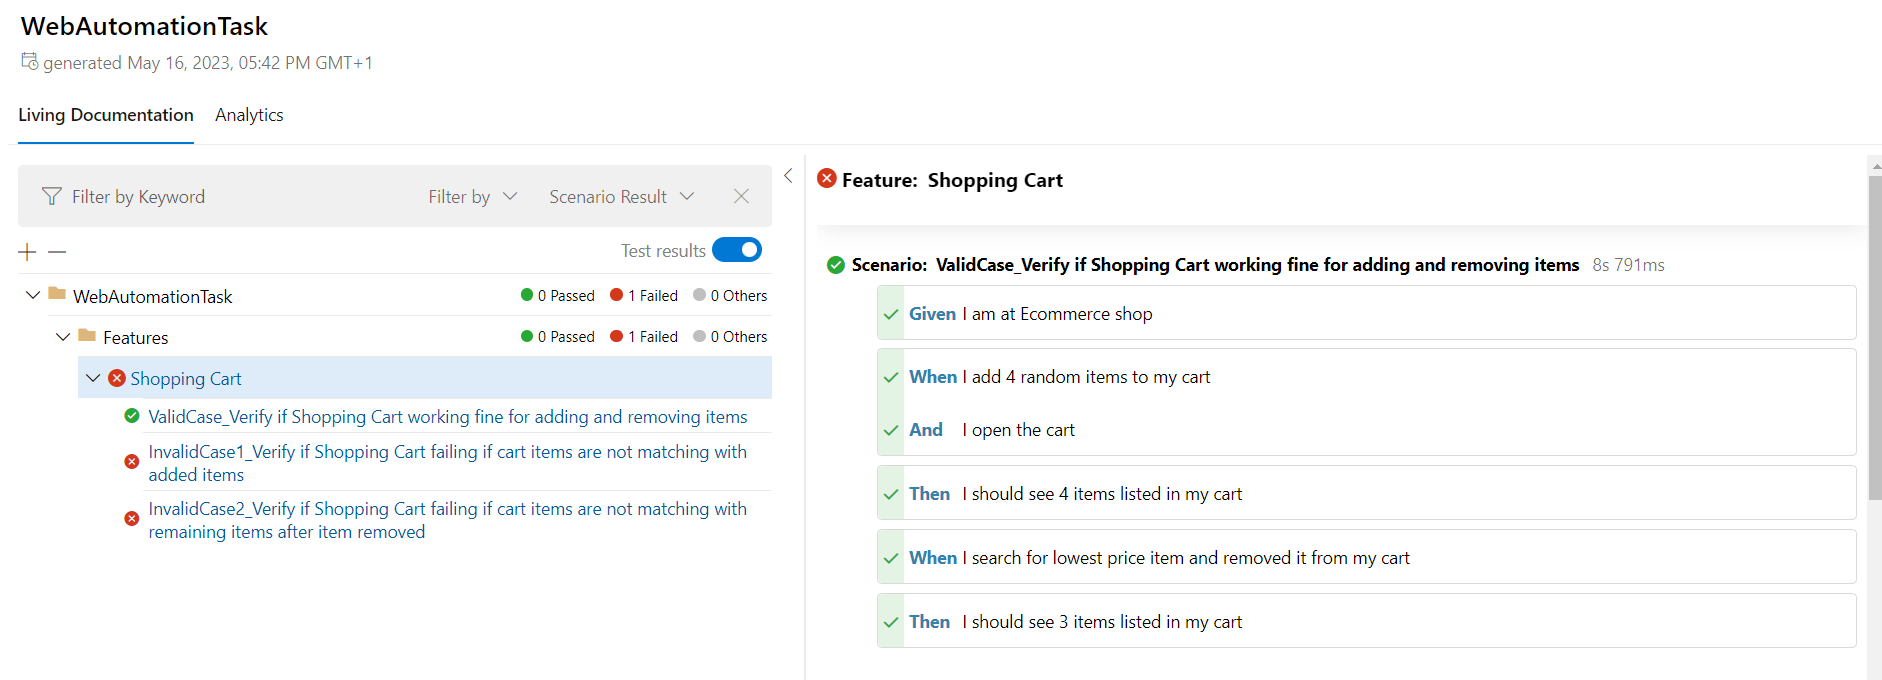 WebAutomationTask
generated May 16, 2023, 05:42 PM GMT+1
Living Documentation Analytics
Filter by Keyword Filter by Scenario Result
Test results
WebAutomationTask 0 Passed 1 Failed 0 Others
Features 0 Passed 1 Failed 0 Others
Shopping Cart
ValidCase_Verify if Shopping Cart working fine for adding and removing items
InvalidCase1_Verify if Shopping Cart failing if cart items are not matching with
added items
InvalidCase2_Verify if Shopping Cart failing if cart items are not matching with
remaining items after item removed
Feature: Shopping Cart
Scenario: ValidCase_Verify if Shopping Cart working fine for adding and removing items 8s 791ms
Given I am at Ecommerce shop
When I add 4 random items to my cart
And I open the cart
Then I should see 4 items listed in my cart
When I search for lowest price item and removed it from my cart
Then I should see 3 items listed in my cart